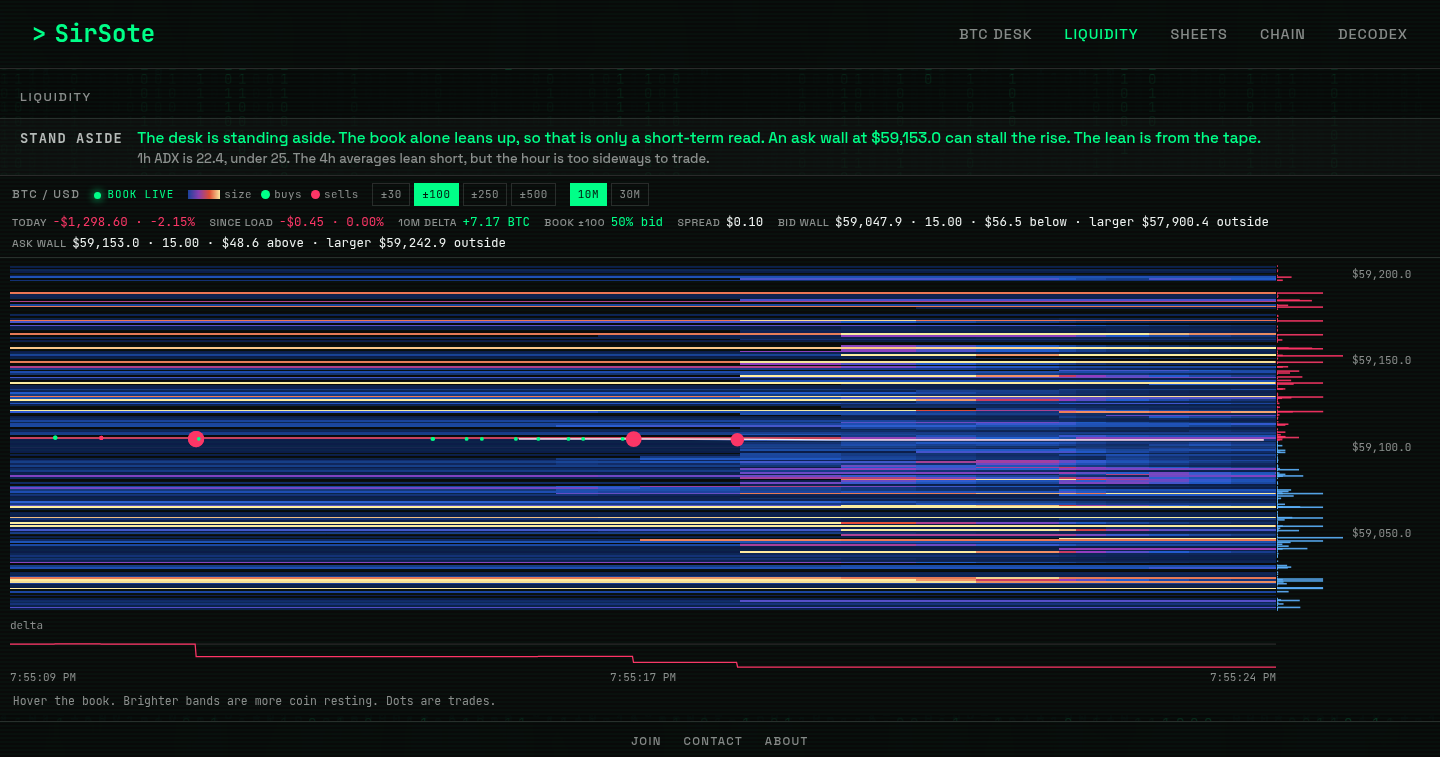 > SirSote
BTC DESK LIQUIDITY SHEETS CHAIN DECODEX
LIQUIDITY
STAND ASIDE The desk is standing aside. The book alone leans up, so that is only a short-term read. An ask wall at $59,153.0 can stall the rise. The lean is from the tape.
1h ADX is 22.4, under 25. The 4h averages lean short, but the hour is too sideways to trade.
BTC / USD BOOK LIVE size buys sells ±30 ±100 ±250 ±500 10M 30M
TODAY -$1,298.60 · -2.15% SINCE LOAD -$0.45 · 0.00% 10M DELTA +7.17 BTC BOOK ±100 50% bid SPREAD $0.10 BID WALL $59,047.9 · 15.00 · $56.5 below · larger $57,900.4 outside
ASK WALL $59,153.0 · 15.00 · $48.6 above · larger $59,242.9 outside
$59,200.0
$59,150.0
$59,100.0
$59,050.0
delta
7:55:09 PM 7:55:17 PM 7:55:24 PM
Hover the book. Brighter bands are more coin resting. Dots are trades.
JOIN CONTACT ABOUT